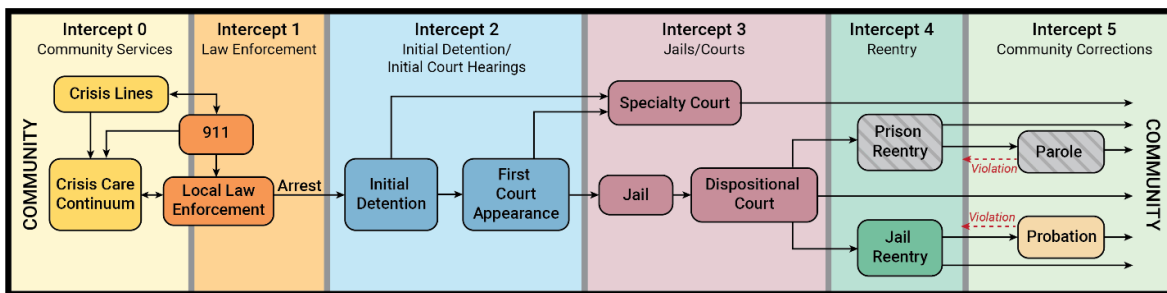 Intercept 0
Community Services
Intercept 1
Law Enforcement
Intercept 2
Initial Detention/
Initial Court Hearings
Intercept 3
Jails/Courts
Intercept 4
Reentry
Intercept 5
Community Corrections
COMMUNITY
Crisis Lines
911
Crisis Care
Continuum
Local Law
Enforcement
Arrest
Initial
Detention
First
Court
Appearance
Specialty Court
Jail
Dispositional
Court
Prison
Reentry
Parole
Violation
Jail
Reentry
Violation
Probation
COMMUNITY